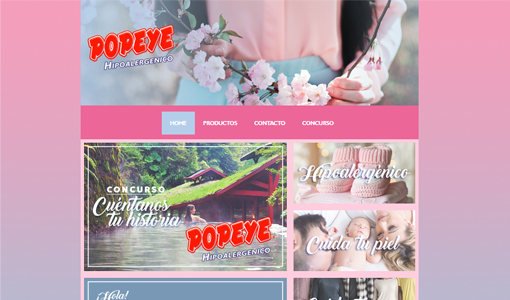 POPEYE
HIPOALERGÉNICO
HOME PRODUCTOS CONTACTO CONCURSO
CONCURSO
Cuéntanos
tu historia
POPEYE
HIPOALERGÉNICO
Hipoalergénico
Cuida tu piel
¡Hola!